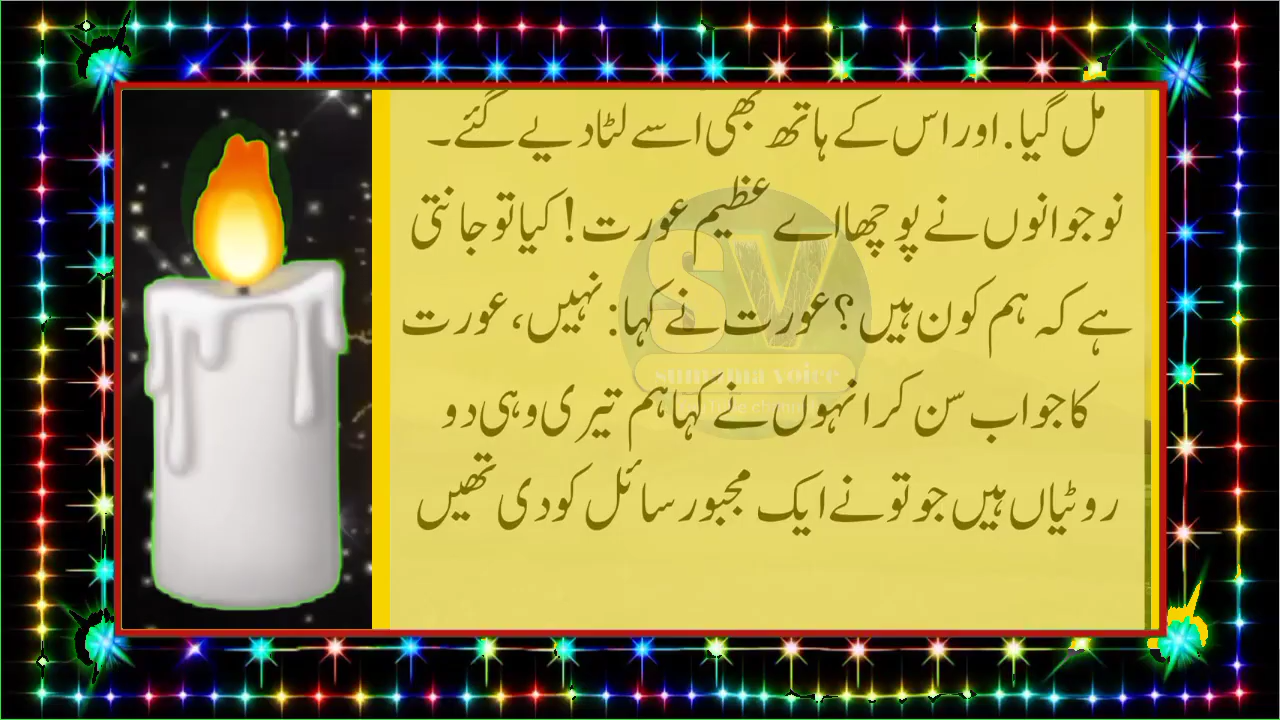 مل گیا. اور اس کے ہاتھ بھی اسے لٹا دیے گئے۔
نوجوانوں نے پوچھا اے عظیم عورت! کیا تو جانتی
ہے کہ ہم کون ہیں؟ عورت نے کہا: نہیں، عورت
کا جواب سن کر انہوں نے کہا ہم تیری وہی دو
روٹیاں ہیں جو تو نے ایک مجبور سائل کو دی تھیں
SV